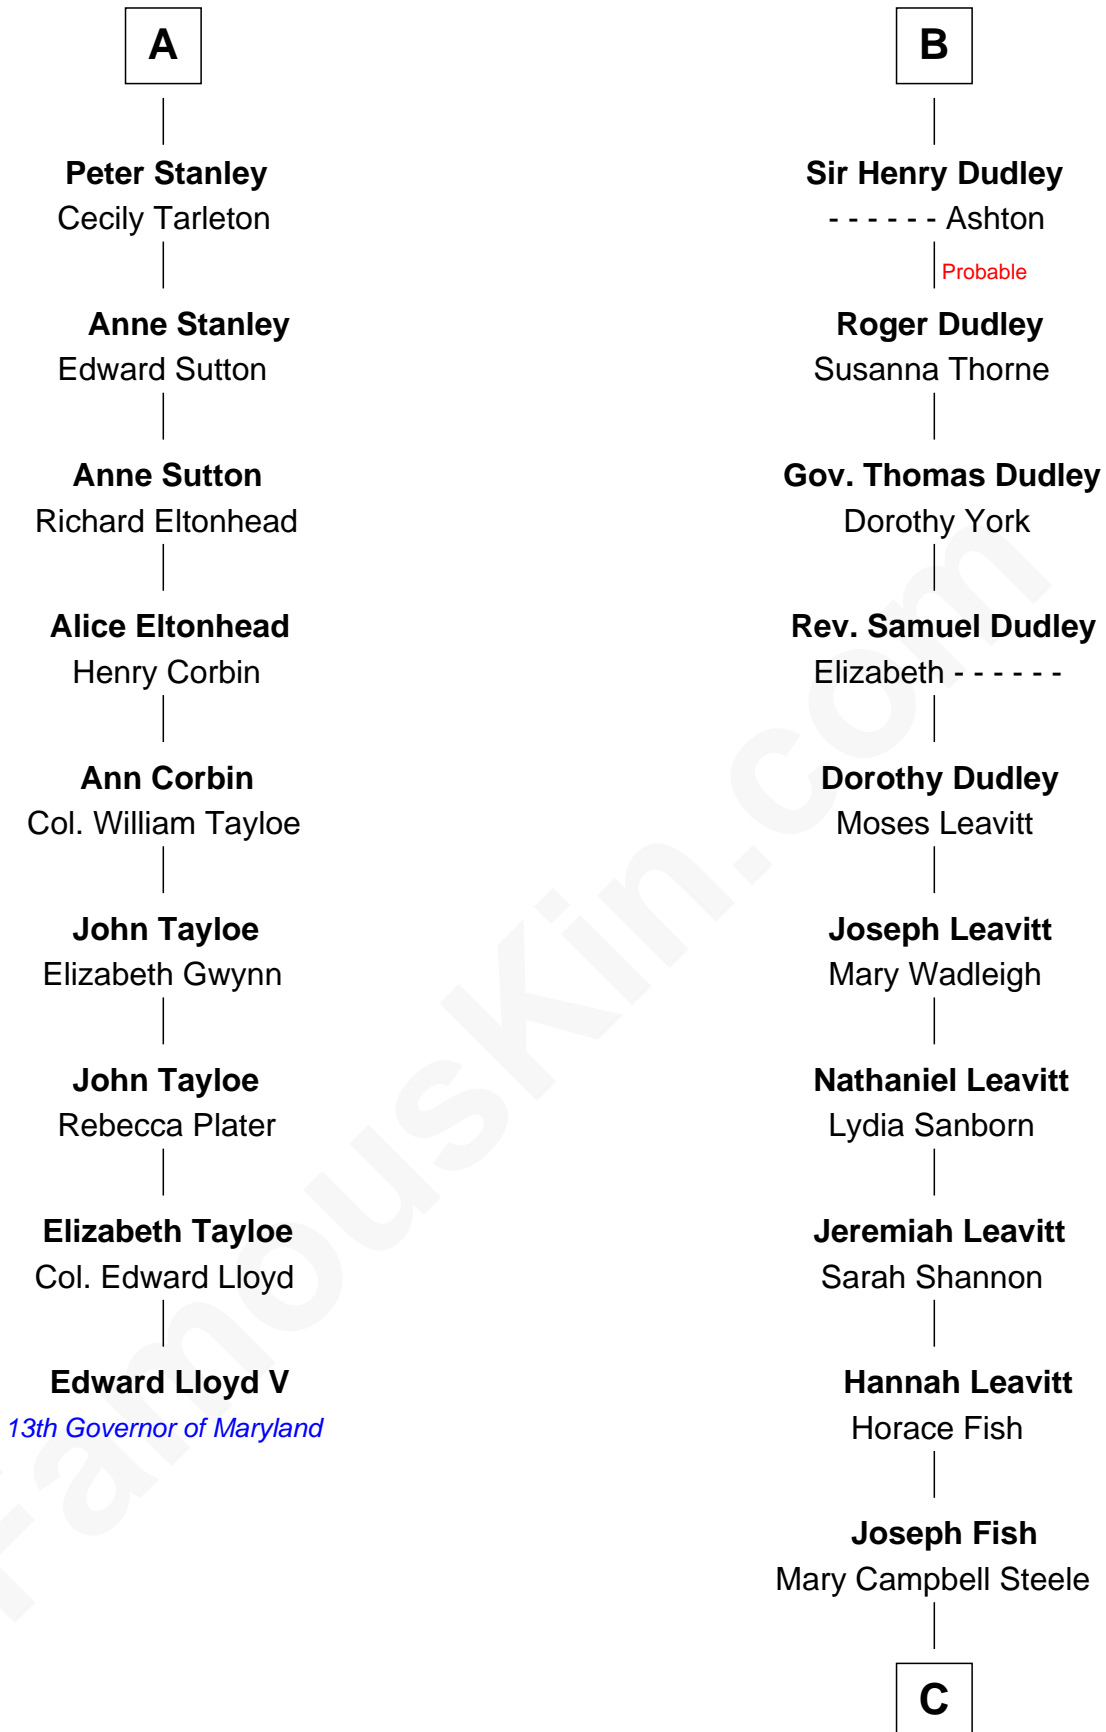 A
Peter Stanley
Cecily Tarleton
Anne Stanley
Edward Sutton
Anne Sutton
Richard Eltonhead
Alice Eltonhead
Henry Corbin
Ann Corbin
Col. William Tayloe
John Tayloe
Elizabeth Gwynn
John Tayloe
Rebecca Plater
Elizabeth Tayloe
Col. Edward Lloyd
Edward Lloyd V
13th Governor of Maryland
B
Sir Henry Dudley
- - - - - - Ashton
Probable
Roger Dudley
Susanna Thorne
Gov. Thomas Dudley
Dorothy York
Rev. Samuel Dudley
Elizabeth - - - - - -
Dorothy Dudley
Moses Leavitt
Joseph Leavitt
Mary Wadleigh
Nathaniel Leavitt
Lydia Sanborn
Jeremiah Leavitt
Sarah Shannon
Hannah Leavitt
Horace Fish
Joseph Fish
Mary Campbell Steele
C
FamousKin.com